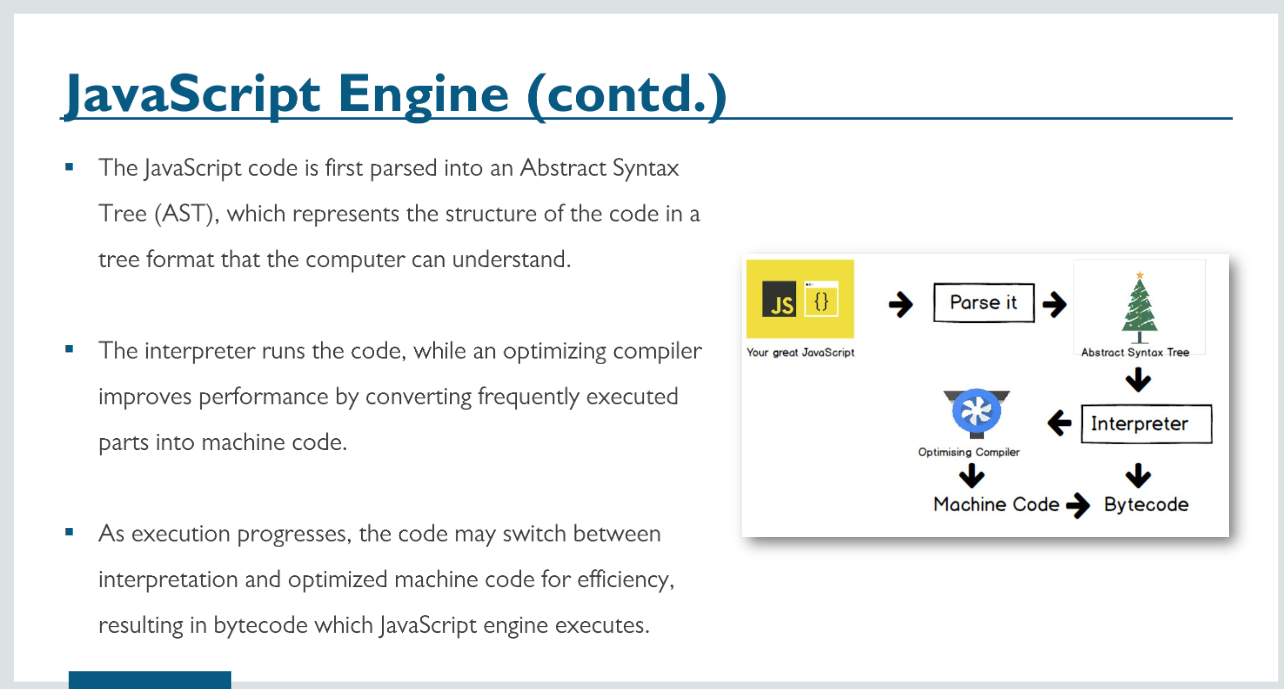 JavaScript Engine (contd.)
The JavaScript code is first parsed into an Abstract Syntax
Tree (AST), which represents the structure of the code in a
tree format that the computer can understand.
The interpreter runs the code, while an optimizing compiler
improves performance by converting frequently executed
parts into machine code.
As execution progresses, the code may switch between
interpretation and optimized machine code for efficiency,
resulting in bytecode which JavaScript engine executes.
JS {}
Your great JavaScript
Parse it
Abstract Syntax Tree
Interpreter
Optimising Compiler
Machine Code
Bytecode